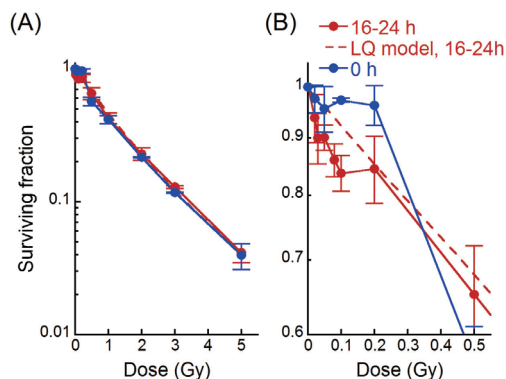 (A)
(B)
16-24 h
LQ model, 16-24h
0 h
Surviving fraction
1
0.1
0.01
0 1 2 3 4 5
Dose (Gy)
1
0.9
0.8
0.7
0.6
0 0.1 0.2 0.3 0.4 0.5
Dose (Gy)